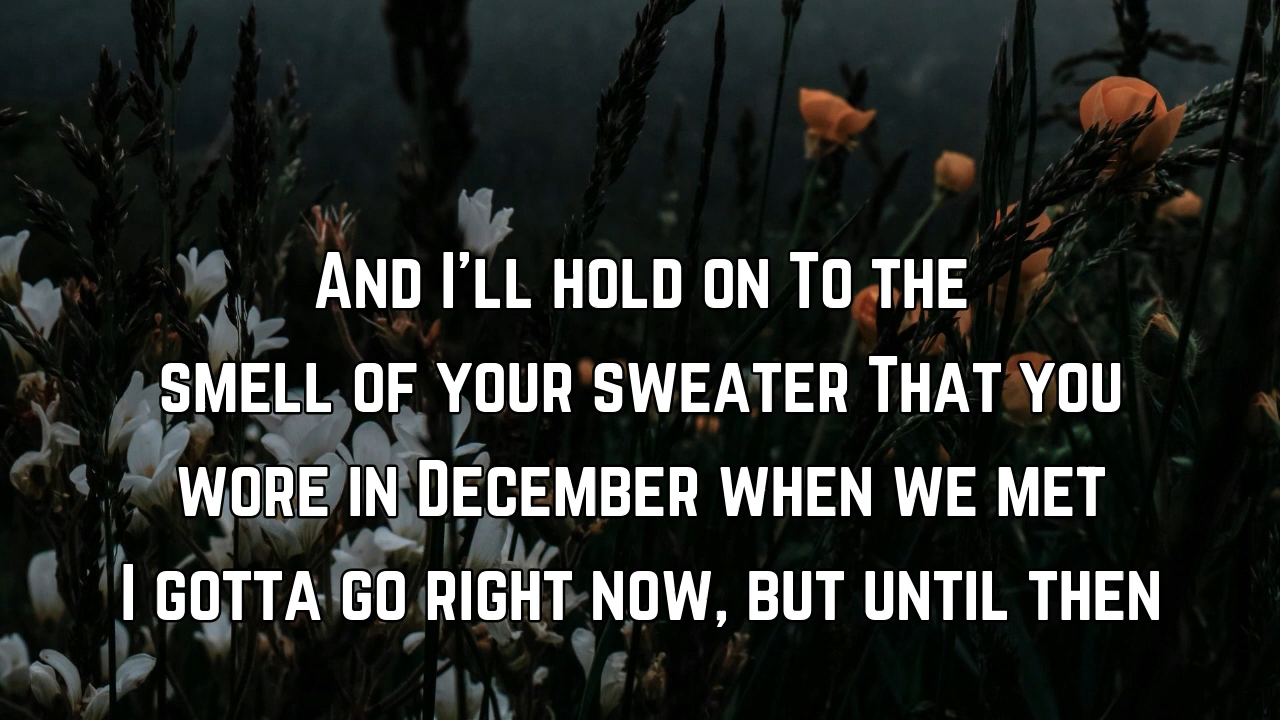 And I'll hold on To the
smell of your sweater That you
wore in December when we met
I gotta go right now, but until then